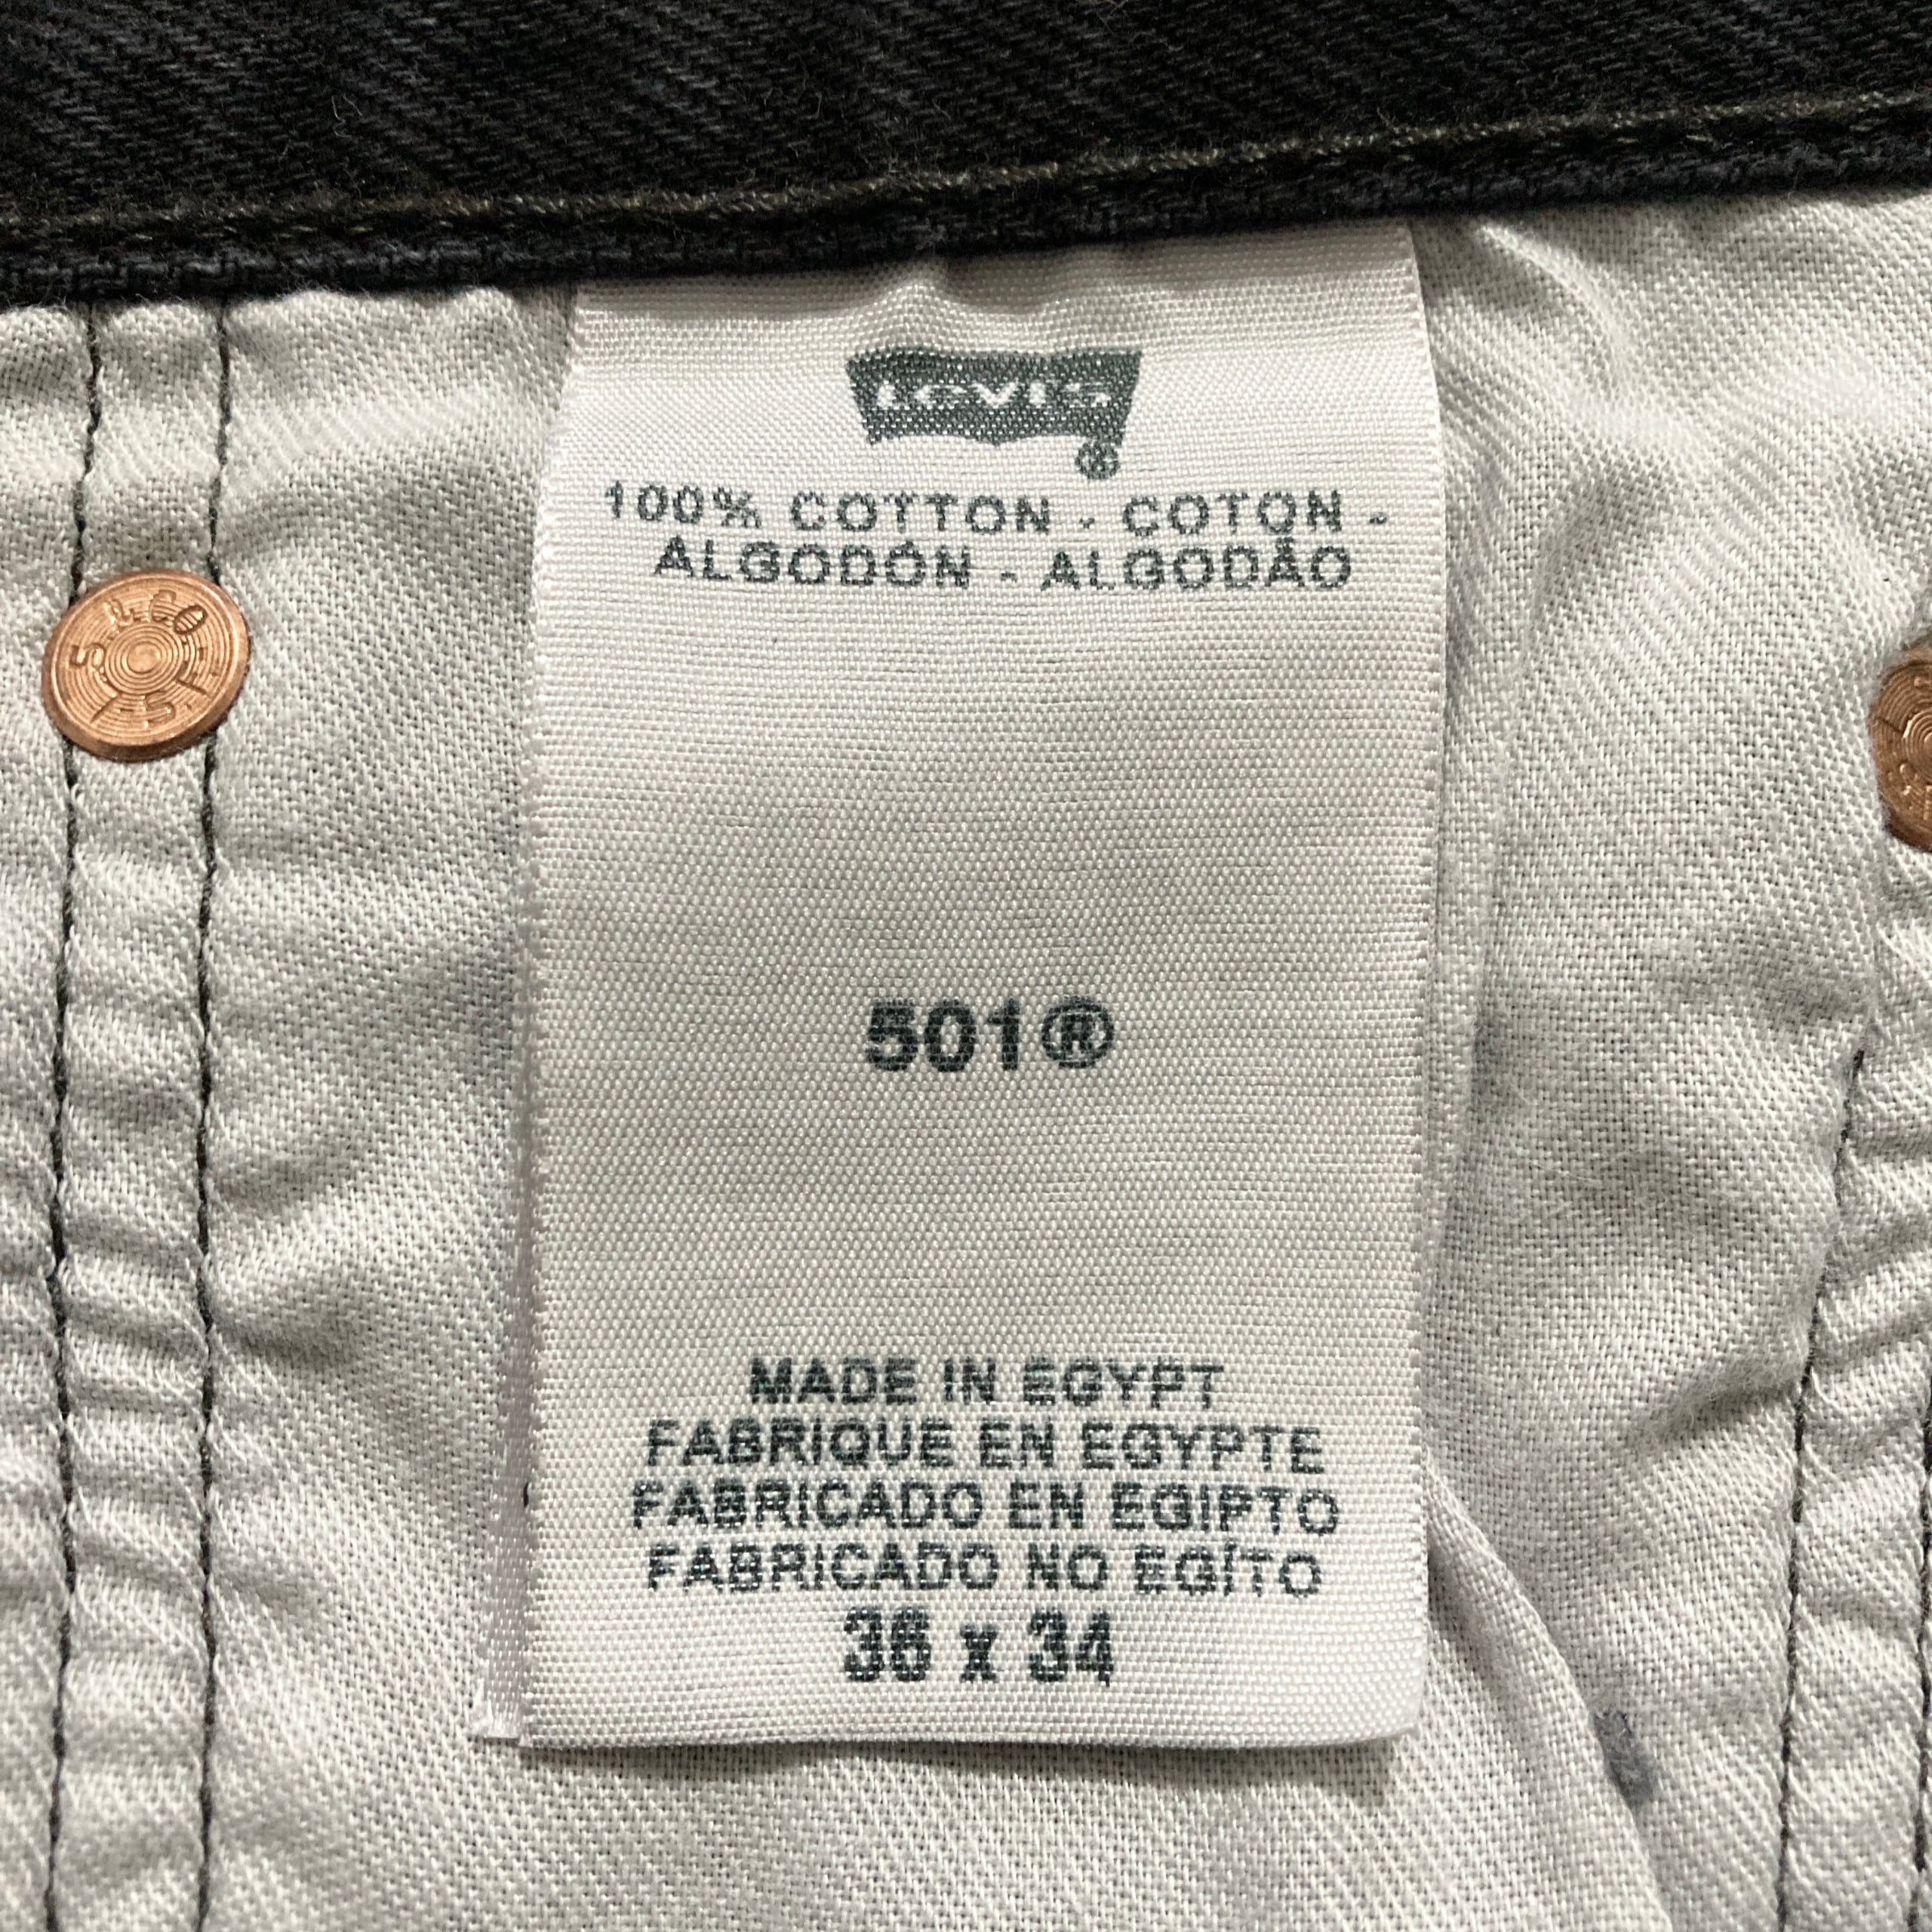 Levi's
®
100% COTTON - COTON -
ALGODÓN - ALGODÃO
501®
MADE IN EGYPT
FABRIQUE EN EGYPTE
FABRICADO EN EGIPTO
FABRICADO NO EGÍTO
36 x 34
L.S.&CO
-S.F.-